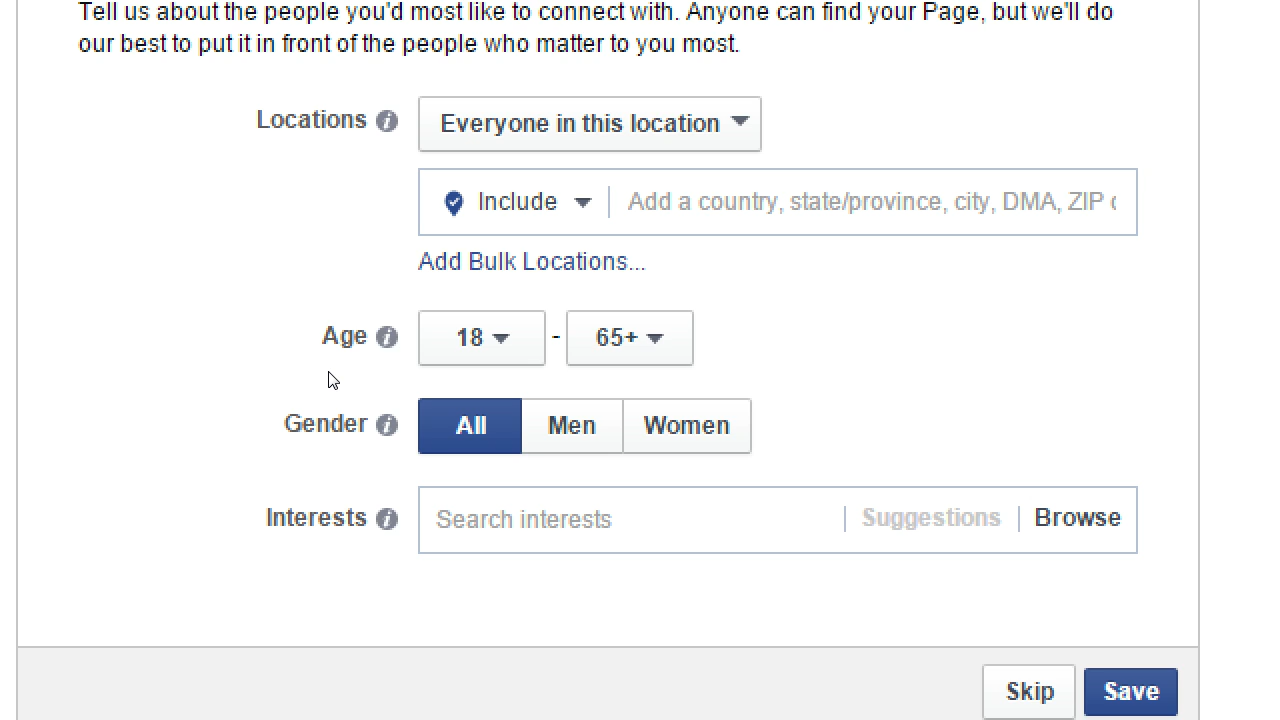 Tell us about the people you'd most like to connect with. Anyone can find your Page, but we'll do
our best to put it in front of the people who matter to you most.
Locations
Everyone in this location
Include
Add a country, state/province, city, DMA, ZIP
Add Bulk Locations...
Age 18 - 65+
Gender All Men Women
Interests Search interests Suggestions Browse
Skip Save